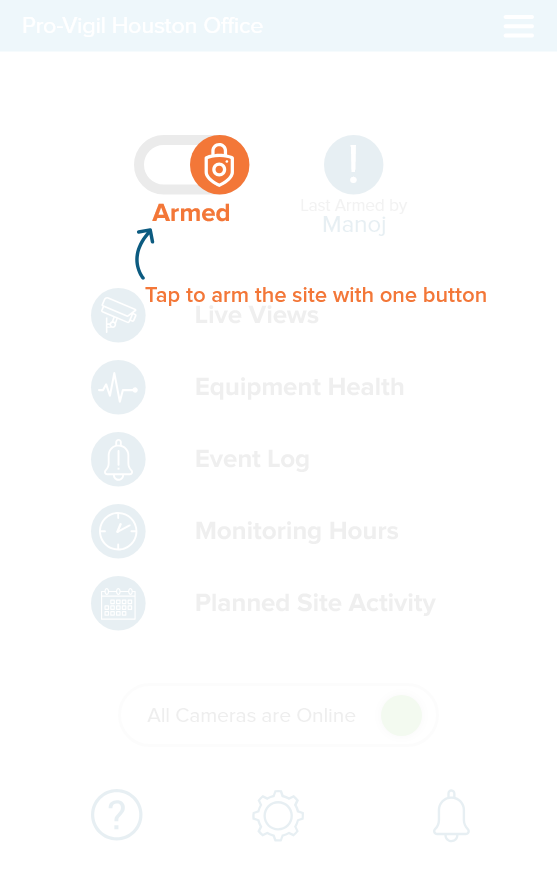 Pro-Vigil Houston Office
Armed
Last Armed by
Manoj
Tap to arm the site with one button
Live Views
Equipment Health
Event Log
Monitoring Hours
Planned Site Activity
All Cameras are Online